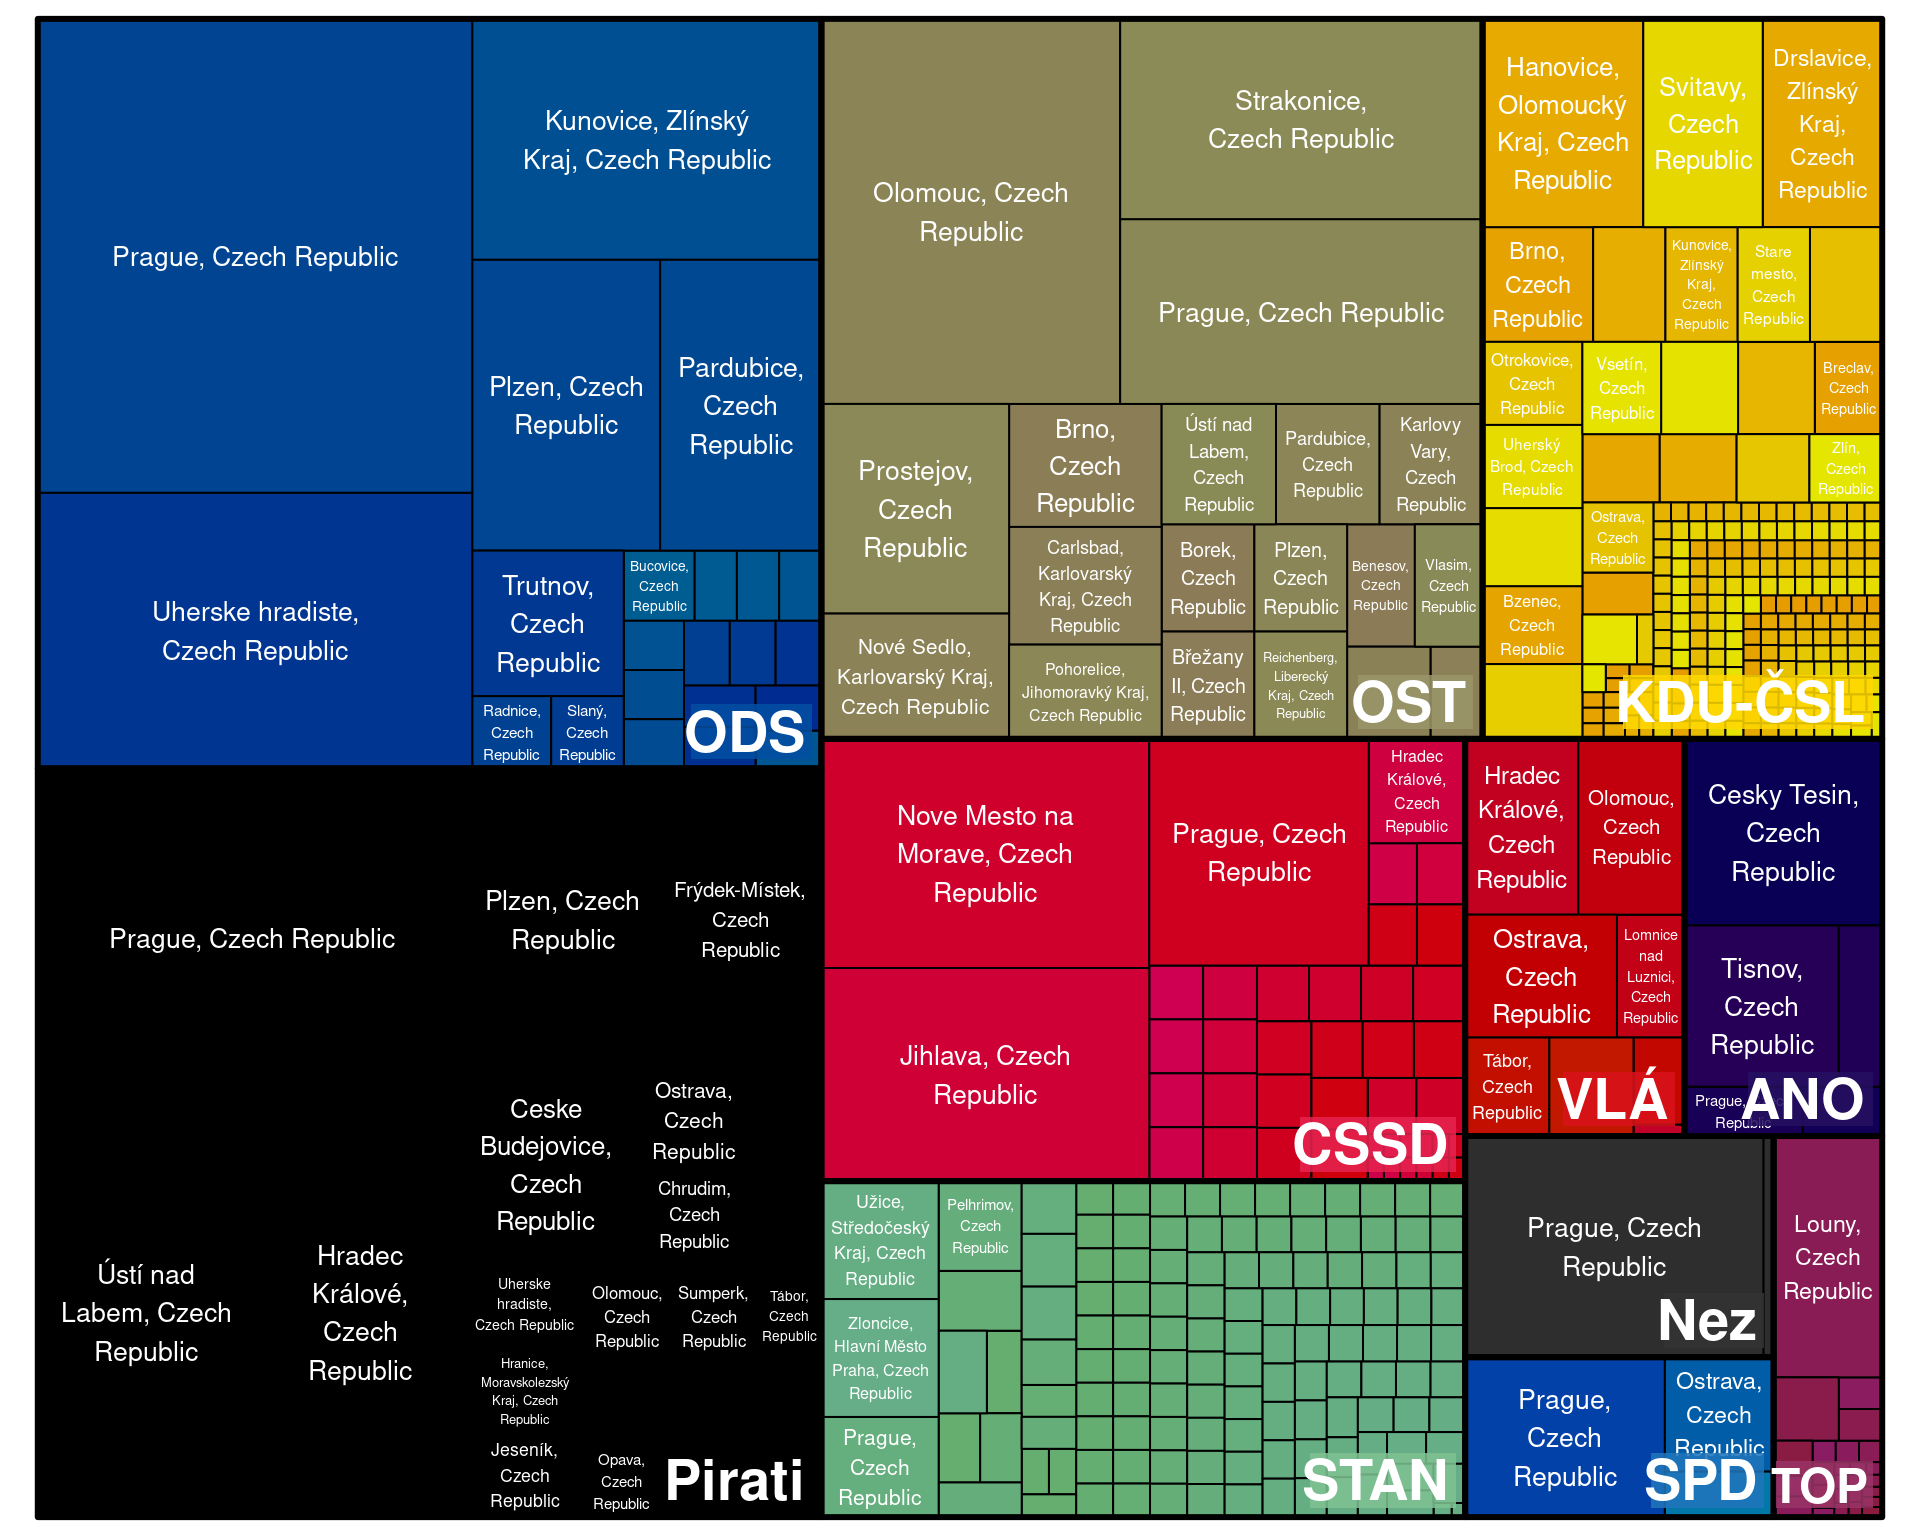 Prague, Czech Republic
Kunovice, Zlínský
Kraj, Czech Republic
Plzen, Czech
Republic
Pardubice,
Czech
Republic
Uherske hradiste,
Czech Republic
Trutnov,
Czech
Republic
Bucovice,
Czech
Republic
Radnice,
Czech
Republic
Slaný,
Czech
Republic
ODS
Olomouc, Czech
Republic
Strakonice,
Czech Republic
Prague, Czech Republic
Prostejov,
Czech
Republic
Brno,
Czech
Republic
Ústí nad
Labem,
Czech
Republic
Pardubice,
Czech
Republic
Karlovy
Vary,
Czech
Republic
Carlsbad,
Karlovarský
Kraj, Czech
Republic
Borek,
Czech
Republic
Plzen,
Czech
Republic
Benesov,
Czech
Republic
Vlasim,
Czech
Republic
Nové Sedlo,
Karlovarský Kraj,
Czech Republic
Pohorelice,
Jihomoravký Kraj,
Czech Republic
Břežany
II, Czech
Republic
Reichenberg,
Liberecký
Kraj, Czech
Republic
OST
Hanovice,
Olomoucký
Kraj, Czech
Republic
Svitavy,
Czech
Republic
Drslavice,
Zlínský
Kraj,
Czech
Republic
Brno,
Czech
Republic
Kunovice,
Zlínský
Kraj,
Czech
Republic
Stare
mesto,
Czech
Republic
Otrokovice,
Czech
Republic
Vsetín,
Czech
Republic
Breclav,
Czech
Republic
Uherský
Brod, Czech
Republic
Zlín,
Czech
Republic
Ostrava,
Czech
Republic
Bzenec,
Czech
Republic
KDU-ČSL
Prague, Czech Republic
Plzen, Czech
Republic
Frýdek-Místek,
Czech
Republic
Ústí nad
Labem, Czech
Republic
Hradec
Králové,
Czech
Republic
Ceske
Budejovice,
Czech
Republic
Ostrava,
Czech
Republic
Chrudim,
Czech
Republic
Uherske
hradiste,
Czech Republic
Olomouc,
Czech
Republic
Sumperk,
Czech
Republic
Tábor,
Czech
Republic
Hranice,
Moravskolezský
Kraj, Czech
Republic
Jeseník,
Czech
Republic
Opava,
Czech
Republic
Pirati
Nove Mesto na
Morave, Czech
Republic
Prague, Czech
Republic
Hradec
Králové,
Czech
Republic
Jihlava, Czech
Republic
CSSD
Užice,
Středočeský
Kraj, Czech
Republic
Pelhrimov,
Czech
Republic
Zloncice,
Hlavní Město
Praha, Czech
Republic
Prague,
Czech
Republic
STAN
Hradec
Králové,
Czech
Republic
Olomouc,
Czech
Republic
Ostrava,
Czech
Republic
Lomnice
nad
Luznici,
Czech
Republic
Tábor,
Czech
Republic
VLÁ
Cesky Tesin,
Czech
Republic
Tisnov,
Czech
Republic
Prague,
Republic
ANO
Prague, Czech
Republic
Nez
Prague,
Czech
Republic
Ostrava,
Czech
Republic
SPD
Louny,
Czech
Republic
TOP